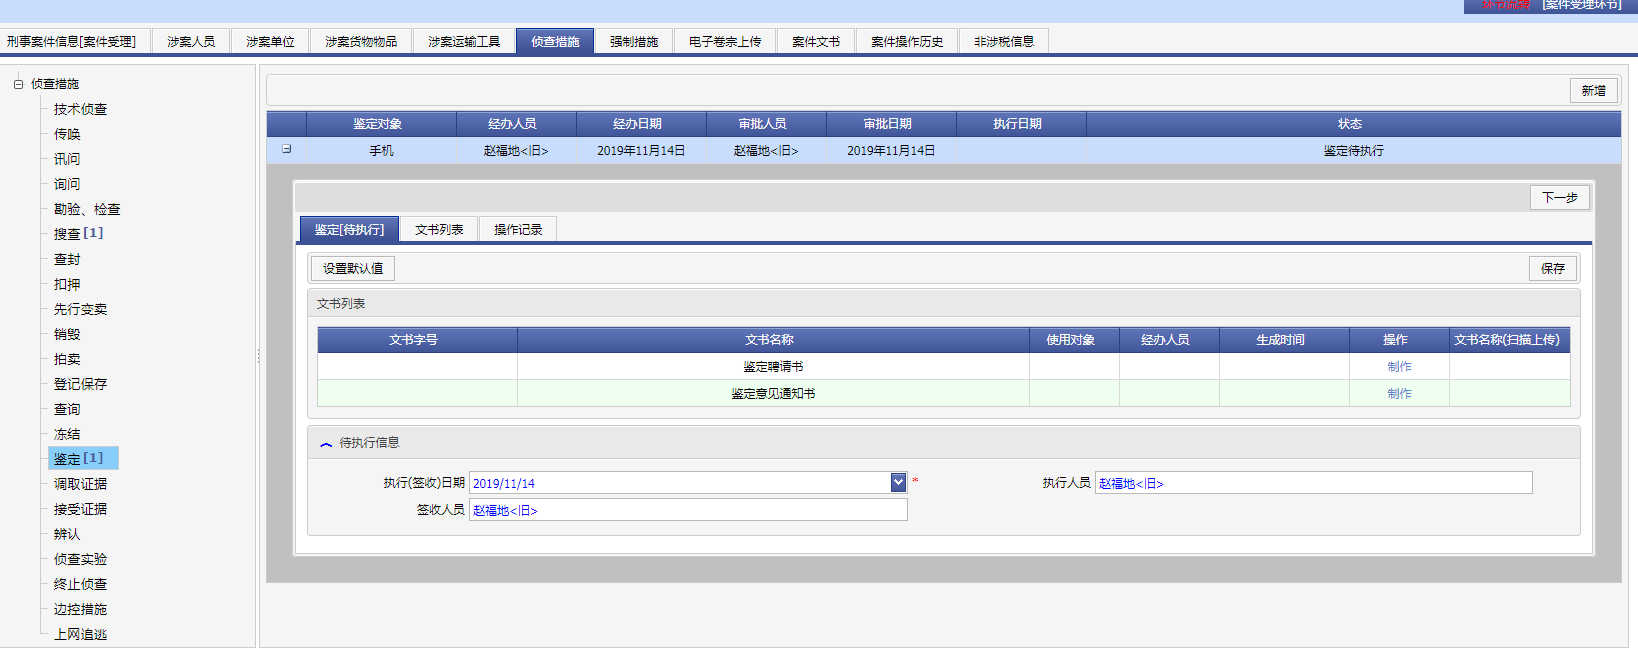 [案件受理环节]
刑事案件信息[案件受理] 涉案人员 涉案单位 涉案货物物品 涉案运输工具 侦查措施 强制措施 电子卷宗上传 案件文书 案件操作历史 非涉税信息
侦查措施
技术侦查
传唤
讯问
询问
勘验、检查
搜查[1]
查封
扣押
先行变卖
销毁
拍卖
登记保存
查询
冻结
鉴定[1]
调取证据
接受证据
辨认
侦查实验
终止侦查
边控措施
上网追逃
新增
鉴定对象 经办人员 经办日期 审批人员 审批日期 执行日期 状态
手机 赵福地<旧> 2019年11月14日 赵福地<旧> 2019年11月14日 鉴定待执行
下一步
鉴定[待执行] 文书列表 操作记录
设置默认值 保存
文书列表
文书字号 文书名称 使用对象 经办人员 生成时间 操作 文书名称(扫描上传)
鉴定聘请书 制作
鉴定意见通知书 制作
待执行信息
执行(签收)日期 2019/11/14 * 执行人员 赵福地<旧>
签收人员 赵福地<旧>